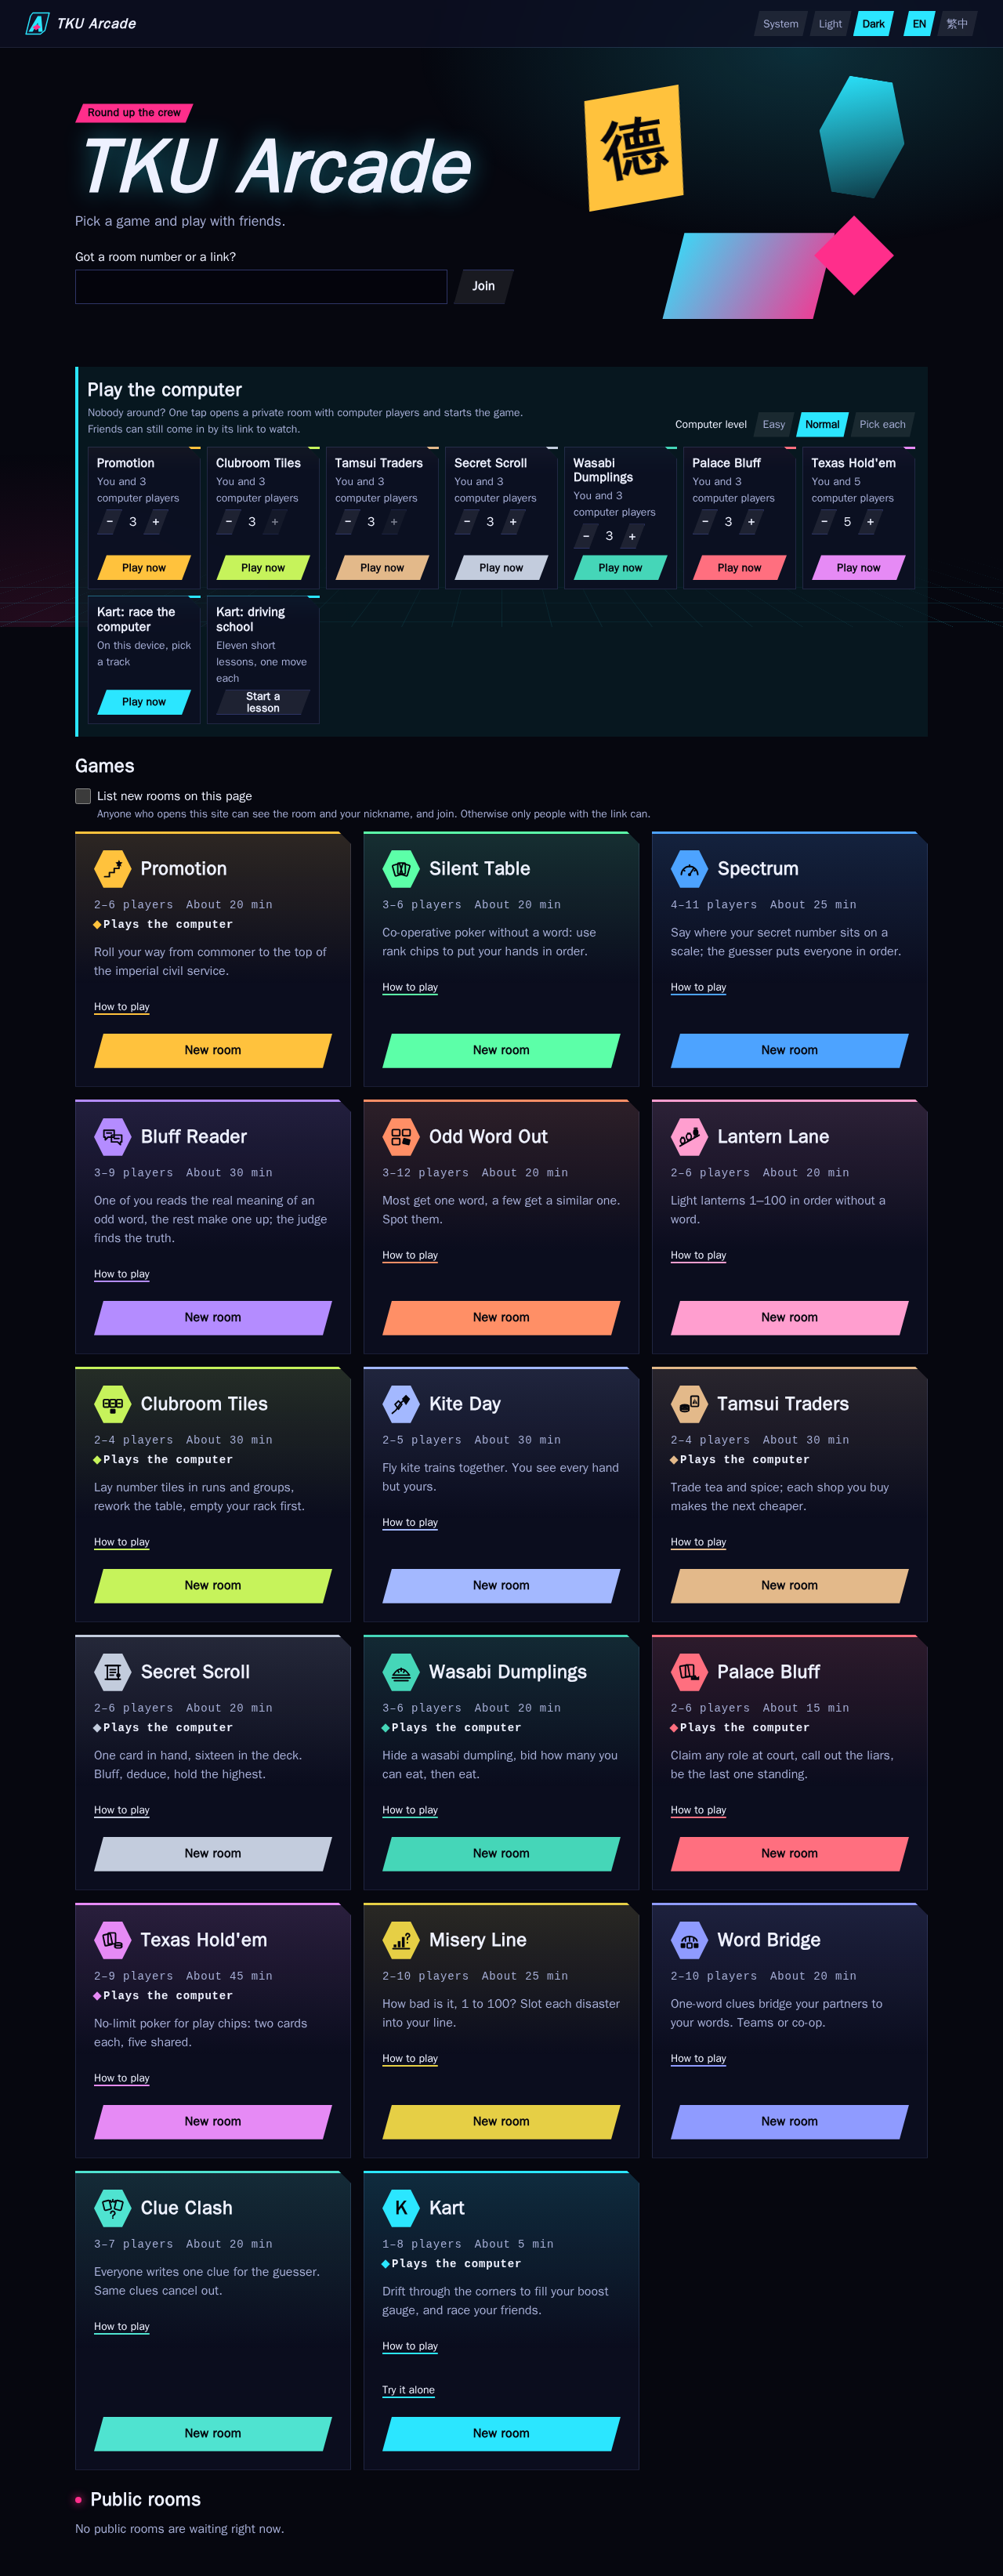 TKU Arcade
System Light Dark EN 繁中
Round up the crew
TKU Arcade
德
Pick a game and play with friends.
Got a room number or a link?
Join
Play the computer
Nobody around? One tap opens a private room with computer players and starts the game.
Friends can still come in by its link to watch.
Computer level Easy Normal Pick each
Promotion
You and 3
computer players
− 3 +
Play now
Clubroom Tiles
You and 3
computer players
− 3 +
Play now
Tamsui Traders
You and 3
computer players
− 3 +
Play now
Secret Scroll
You and 3
computer players
− 3 +
Play now
Wasabi
Dumplings
You and 3
computer players
− 3 +
Play now
Palace Bluff
You and 3
computer players
− 3 +
Play now
Texas Hold'em
You and 5
computer players
− 5 +
Play now
Kart: race the
computer
On this device, pick
a track
Play now
Kart: driving
school
Eleven short
lessons, one move
each
Start a
lesson
Games
List new rooms on this page
Anyone who opens this site can see the room and your nickname, and join. Otherwise only people with the link can.
Promotion
2–6 players About 20 min
Plays the computer
Roll your way from commoner to the top of
the imperial civil service.
How to play
New room
Silent Table
3–6 players About 20 min
Co-operative poker without a word: use
rank chips to put your hands in order.
How to play
New room
Spectrum
4–11 players About 25 min
Say where your secret number sits on a
scale; the guesser puts everyone in order.
How to play
New room
Bluff Reader
3–9 players About 30 min
One of you reads the real meaning of an
odd word, the rest make one up; the judge
finds the truth.
How to play
New room
Odd Word Out
3–12 players About 20 min
Most get one word, a few get a similar one.
Spot them.
How to play
New room
Lantern Lane
2–6 players About 20 min
Light lanterns 1–100 in order without a
word.
How to play
New room
Clubroom Tiles
2–4 players About 30 min
Plays the computer
Lay number tiles in runs and groups,
rework the table, empty your rack first.
How to play
New room
Kite Day
2–5 players About 30 min
Fly kite trains together. You see every hand
but yours.
How to play
New room
Tamsui Traders
2–4 players About 30 min
Plays the computer
Trade tea and spice; each shop you buy
makes the next cheaper.
How to play
New room
Secret Scroll
2–6 players About 20 min
Plays the computer
One card in hand, sixteen in the deck.
Bluff, deduce, hold the highest.
How to play
New room
Wasabi Dumplings
3–6 players About 20 min
Plays the computer
Hide a wasabi dumpling, bid how many you
can eat, then eat.
How to play
New room
Palace Bluff
2–6 players About 15 min
Plays the computer
Claim any role at court, call out the liars,
be the last one standing.
How to play
New room
Texas Hold'em
2–9 players About 45 min
Plays the computer
No-limit poker for play chips: two cards
each, five shared.
How to play
New room
Misery Line
2–10 players About 25 min
How bad is it, 1 to 100? Slot each disaster
into your line.
How to play
New room
Word Bridge
2–10 players About 20 min
One-word clues bridge your partners to
your words. Teams or co-op.
How to play
New room
Clue Clash
3–7 players About 20 min
Everyone writes one clue for the guesser.
Same clues cancel out.
How to play
New room
K Kart
1–8 players About 5 min
Plays the computer
Drift through the corners to fill your boost
gauge, and race your friends.
How to play
Try it alone
New room
Public rooms
No public rooms are waiting right now.